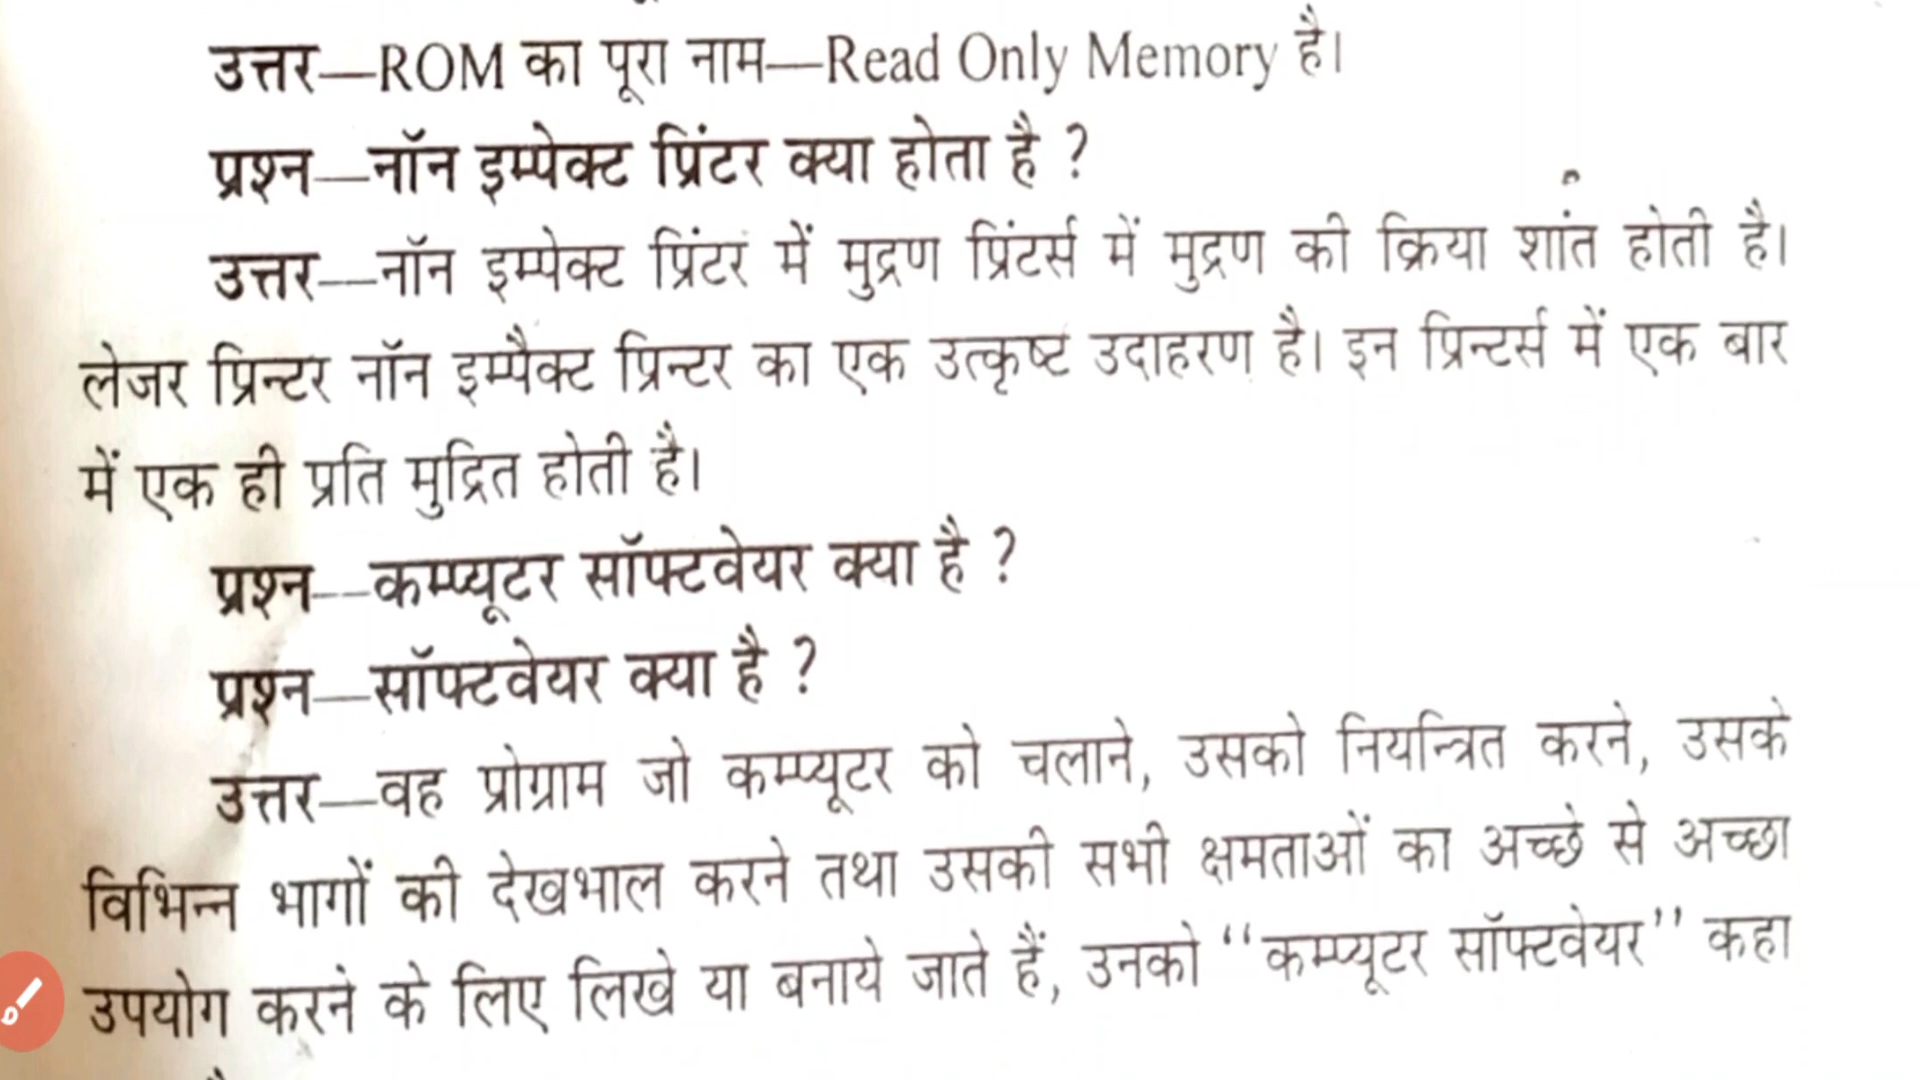 उत्तर—ROM का पूरा नाम—Read Only Memory है।
प्रश्न—नॉन इम्पेक्ट प्रिंटर क्या होता है ?
उत्तर—नॉन इम्पेक्ट प्रिंटर में मुद्रण प्रिंटर्स में मुद्रण की क्रिया शांत होती है।
लेजर प्रिन्टर नॉन इम्पैक्ट प्रिन्टर का एक उत्कृष्ट उदाहरण है। इन प्रिन्टर्स में एक बार
में एक ही प्रति मुद्रित होती है।
प्रश्न—कम्प्यूटर सॉफ्टवेयर क्या है ?
प्रश्न—सॉफ्टवेयर क्या है ?
उत्तर—वह प्रोग्राम जो कम्प्यूटर को चलाने, उसको नियन्त्रित करने, उसके
विभिन्न भागों की देखभाल करने तथा उसकी सभी क्षमताओं का अच्छे से अच्छा
उपयोग करने के लिए लिखे या बनाये जाते हैं, उनको “कम्प्यूटर सॉफ्टवेयर” कहा